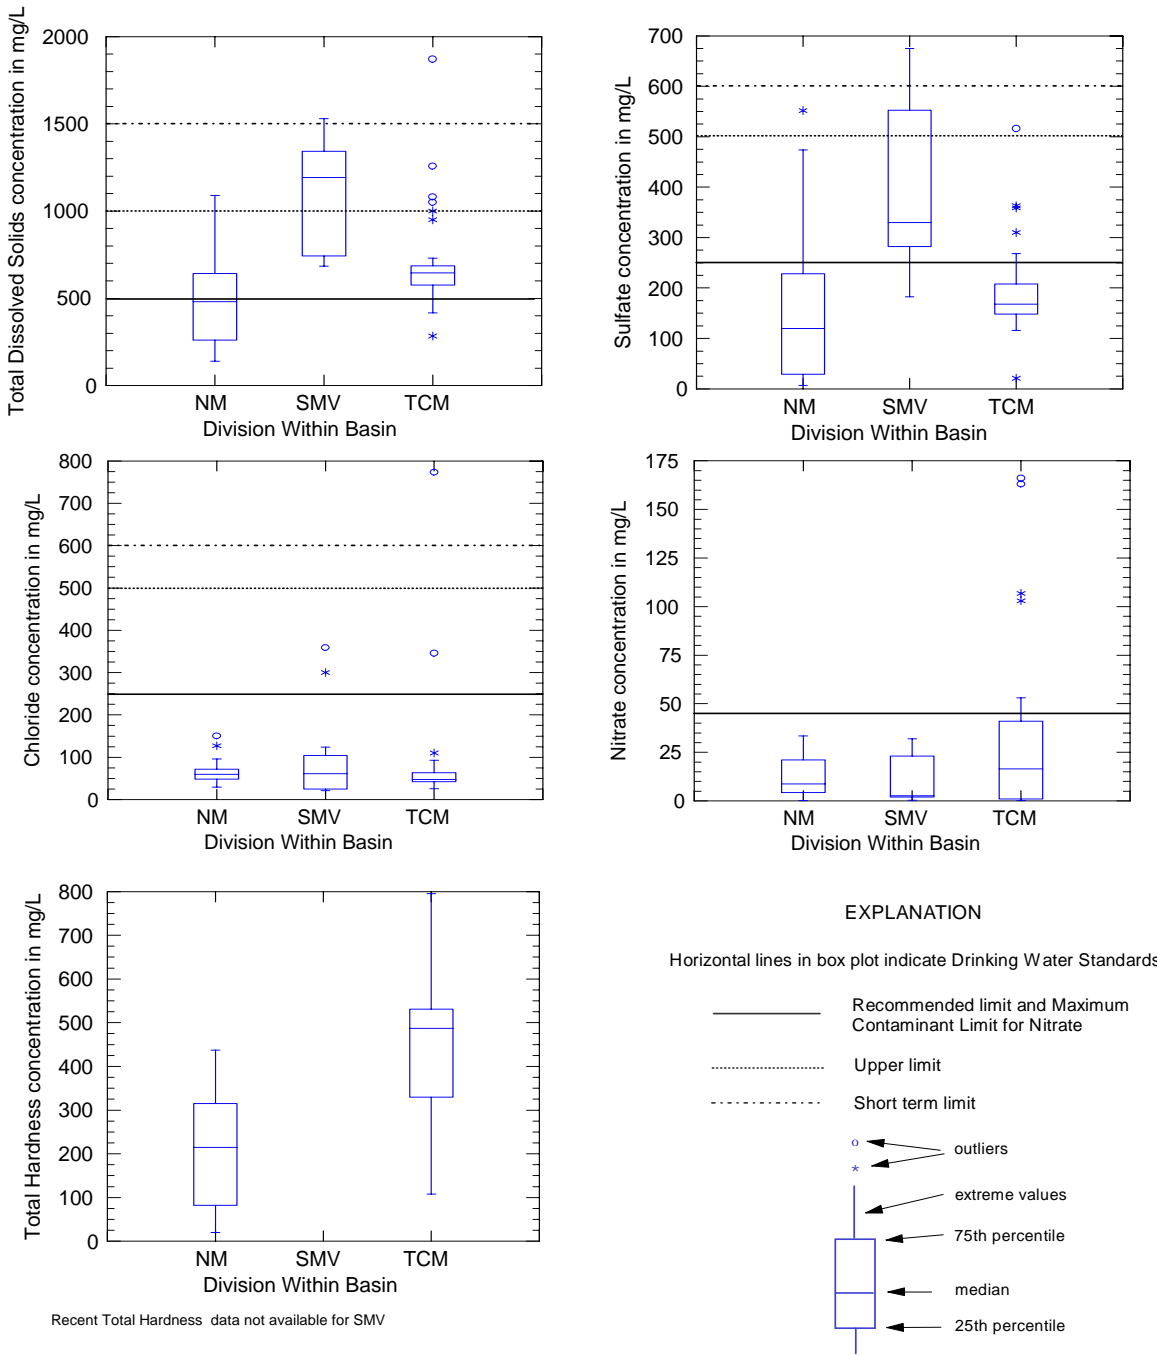 Total Dissolved Solids concentration in mg/L
2000
1500
1000
500
0
NM SMV TCM
Division Within Basin
Sulfate concentration in mg/L
700
600
500
400
300
200
100
0
NM SMV TCM
Division Within Basin
Chloride concentration in mg/L
800
700
600
500
400
300
200
100
0
NM SMV TCM
Division Within Basin
Nitrate concentration in mg/L
175
150
125
100
75
50
25
0
NM SMV TCM
Division Within Basin
Total Hardness concentration in mg/L
800
700
600
500
400
300
200
100
0
NM SMV TCM
Division Within Basin
Recent Total Hardness data not available for SMV
EXPLANATION
Horizontal lines in box plot indicate Drinking Water Standards
Recommended limit and Maximum
Contaminant Limit for Nitrate
Upper limit
Short term limit
outliers
extreme values
75th percentile
median
25th percentile